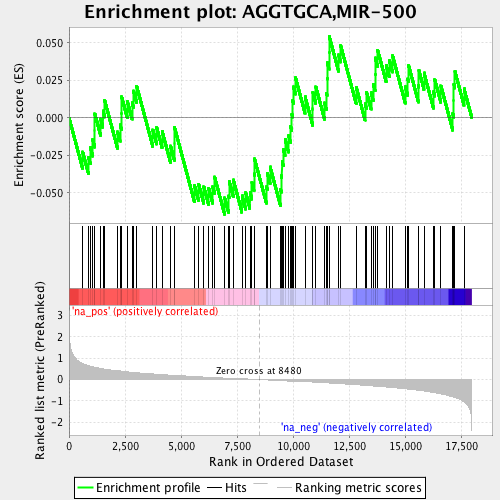 Enrichment plot: AGGTGCA,MIR-500
Enrichment score (ES)
0.050
0.025
0.000
-0.025
-0.050
'na_pos' (positively correlated)
Ranked list metric (PreRanked)
3
2
1
0
-1
-2
Zero cross at 8480
'na_neg' (negatively correlated)
0
2,500
5,000
7,500
10,000
12,500
15,000
17,500
Rank in Ordered Dataset
Enrichment profile
Hits
Ranking metric scores